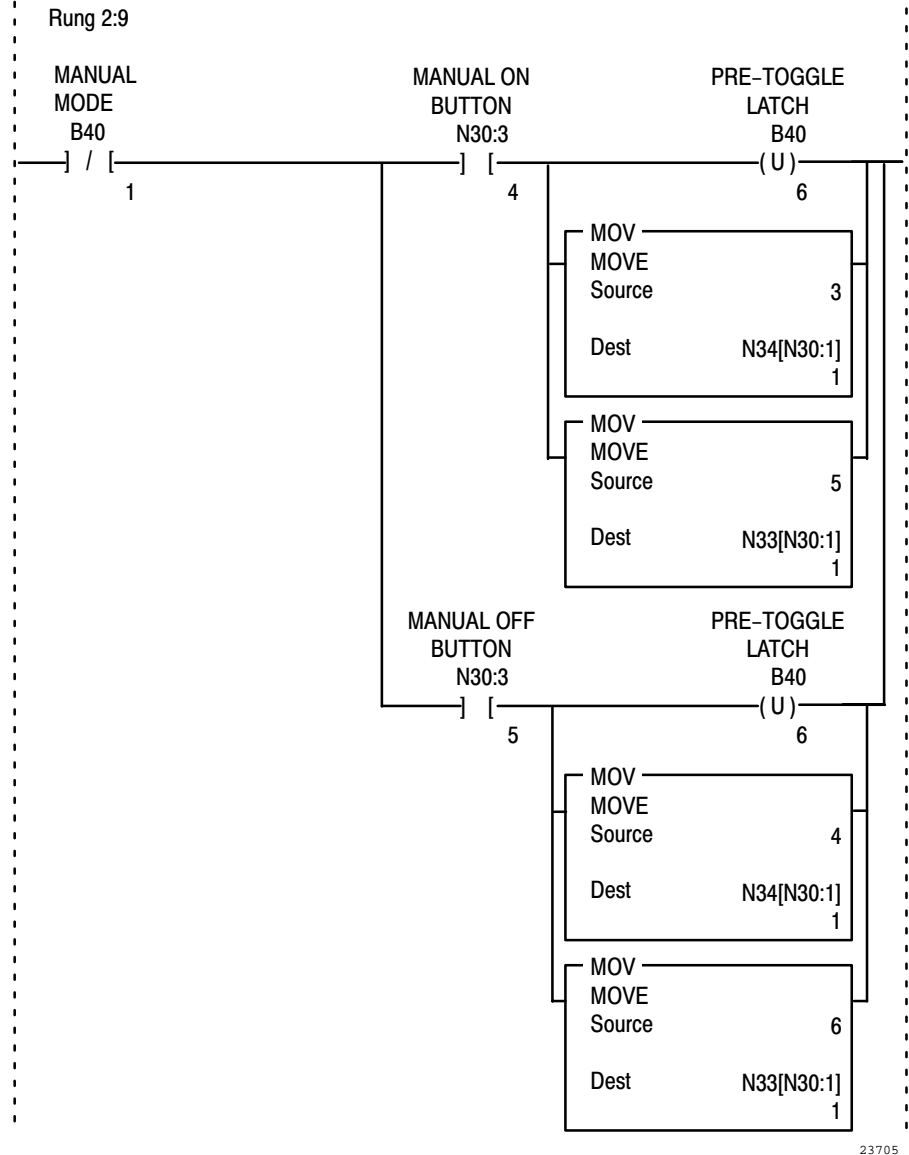 Rung 2:9
MANUAL
MODE
B40
] / [
1
MANUAL ON
BUTTON
N30:3
] [
4
PRE-TOGGLE
LATCH
B40
(U)
6
MOV
MOVE
Source 3
Dest N34[N30:1]
1
MOV
MOVE
Source 5
Dest N33[N30:1]
1
MANUAL OFF
BUTTON
N30:3
] [
5
PRE-TOGGLE
LATCH
B40
(U)
6
MOV
MOVE
Source 4
Dest N34[N30:1]
1
MOV
MOVE
Source 6
Dest N33[N30:1]
1
23705